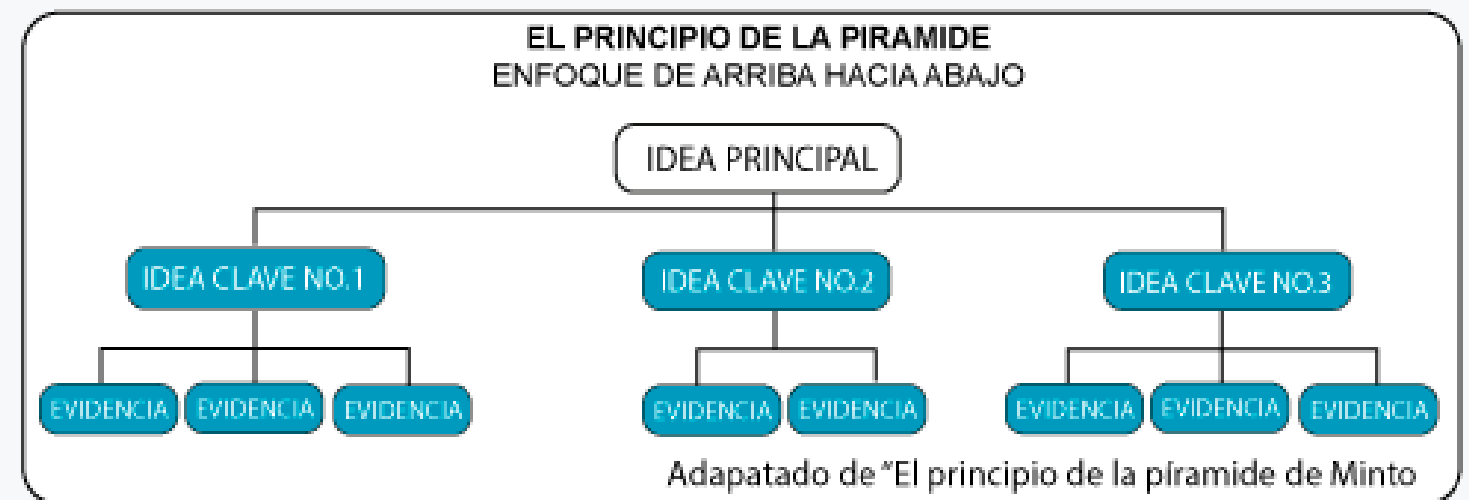 EL PRINCIPIO DE LA PIRAMIDE
ENFOQUE DE ARRIBA HACIA ABAJO
IDEA PRINCIPAL
IDEA CLAVE NO.1 IDEA CLAVE NO.2 IDEA CLAVE NO.3
EVIDENCIA EVIDENCIA EVIDENCIA EVIDENCIA EVIDENCIA EVIDENCIA EVIDENCIA EVIDENCIA
Adapatado de "El principio de la píramide de Minto